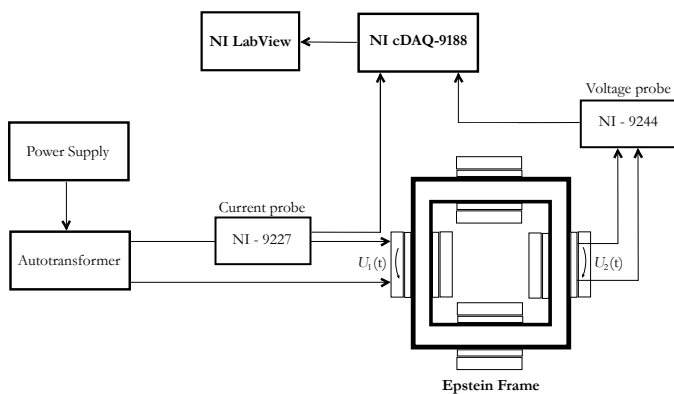 NI LabView
NI cDAQ-9188
Voltage probe
NI - 9244
Power Supply
Current probe
NI - 9227
Autotransformer
U₁(t)
U₂(t)
Epstein Frame